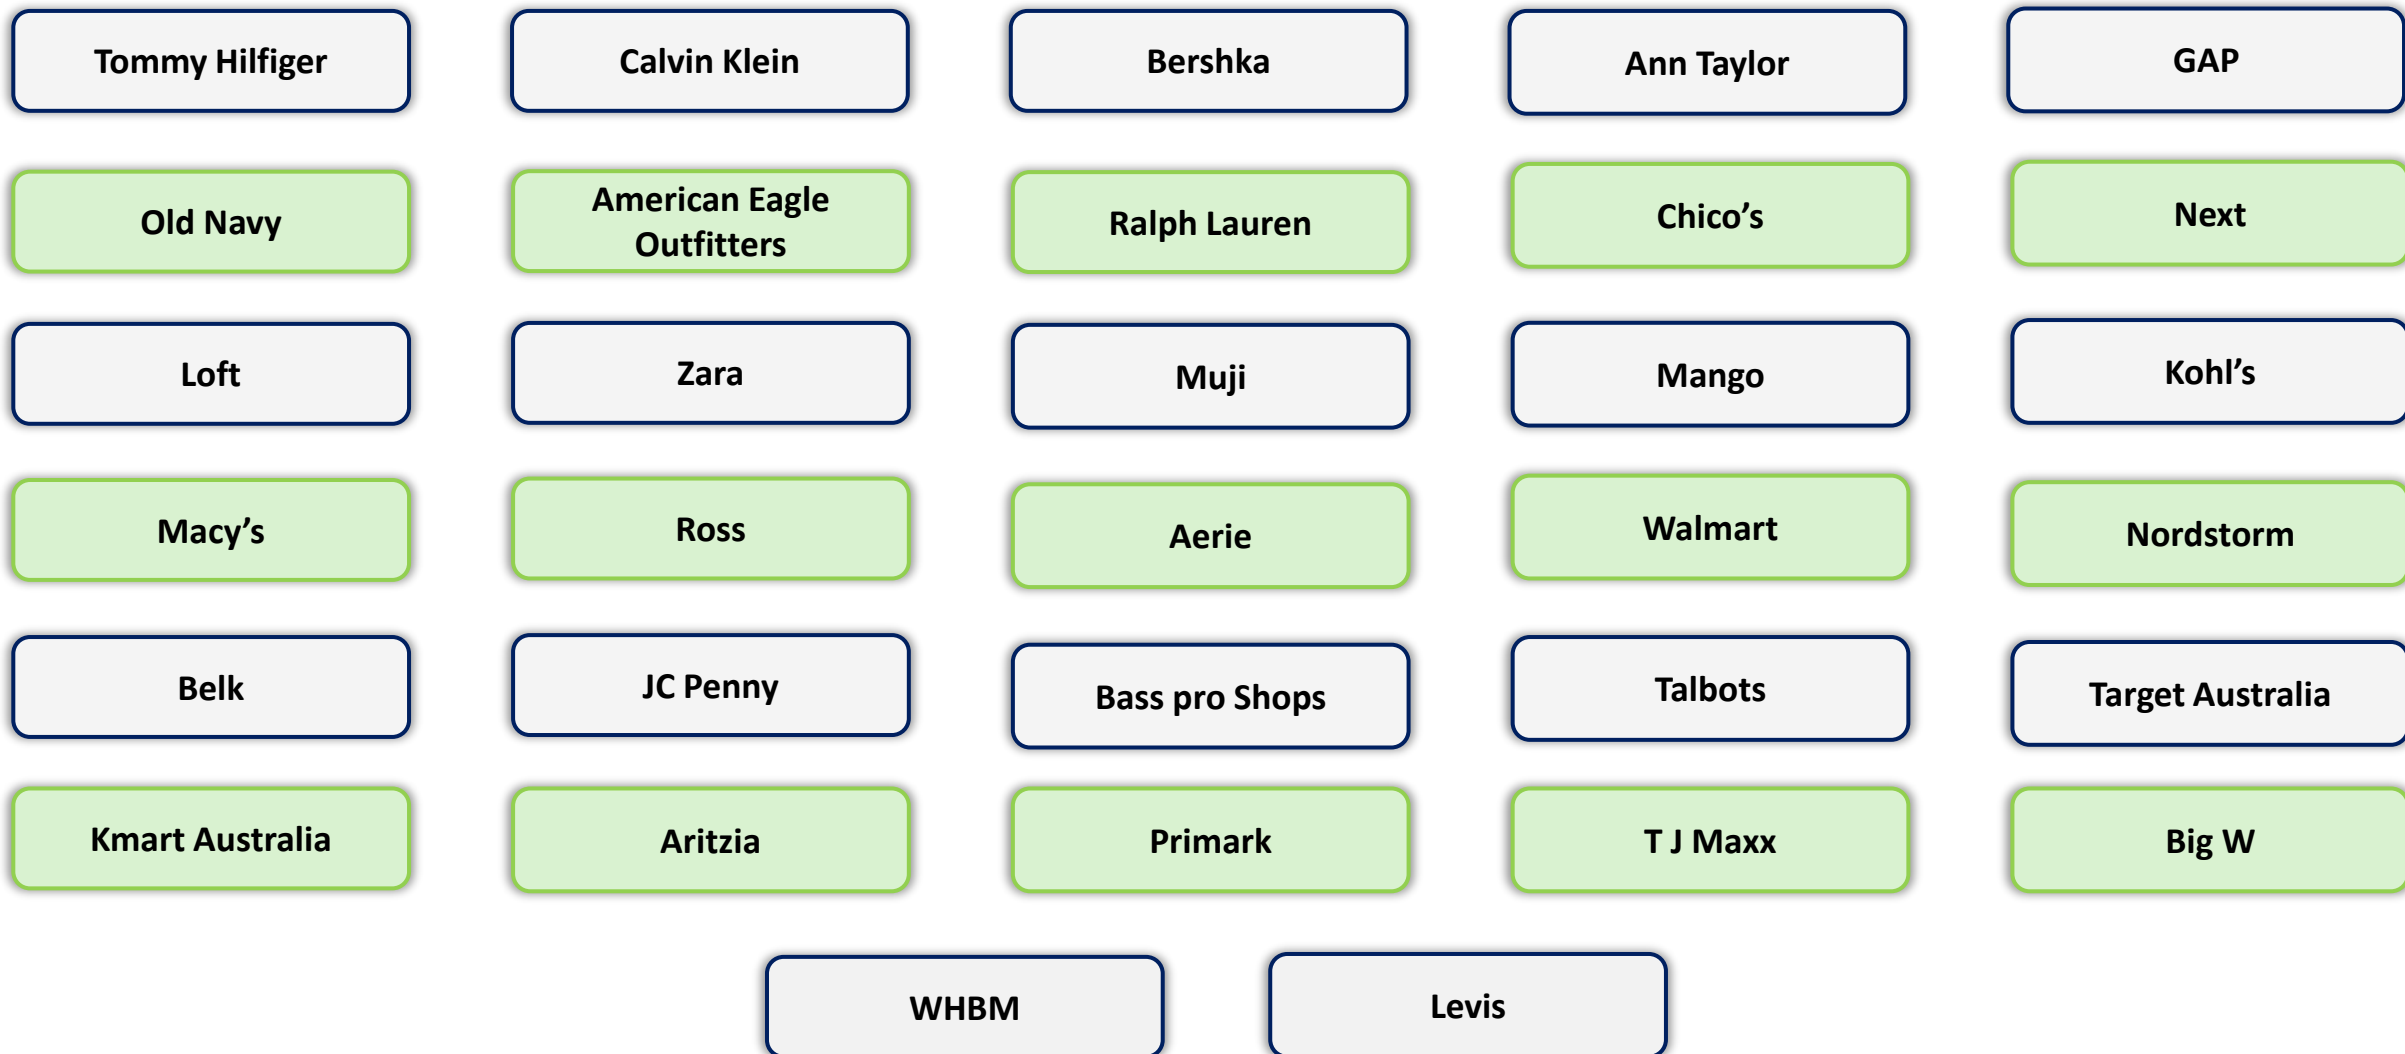 Tommy Hilfiger
Calvin Klein
Bershka
Ann Taylor
GAP
Old Navy
American Eagle
Outfitters
Ralph Lauren
Chico’s
Next
Loft
Zara
Muji
Mango
Kohl’s
Macy’s
Ross
Aerie
Walmart
Nordstorm
Belk
JC Penny
Bass pro Shops
Talbots
Target Australia
Kmart Australia
Aritzia
Primark
T J Maxx
Big W
WHBM
Levis